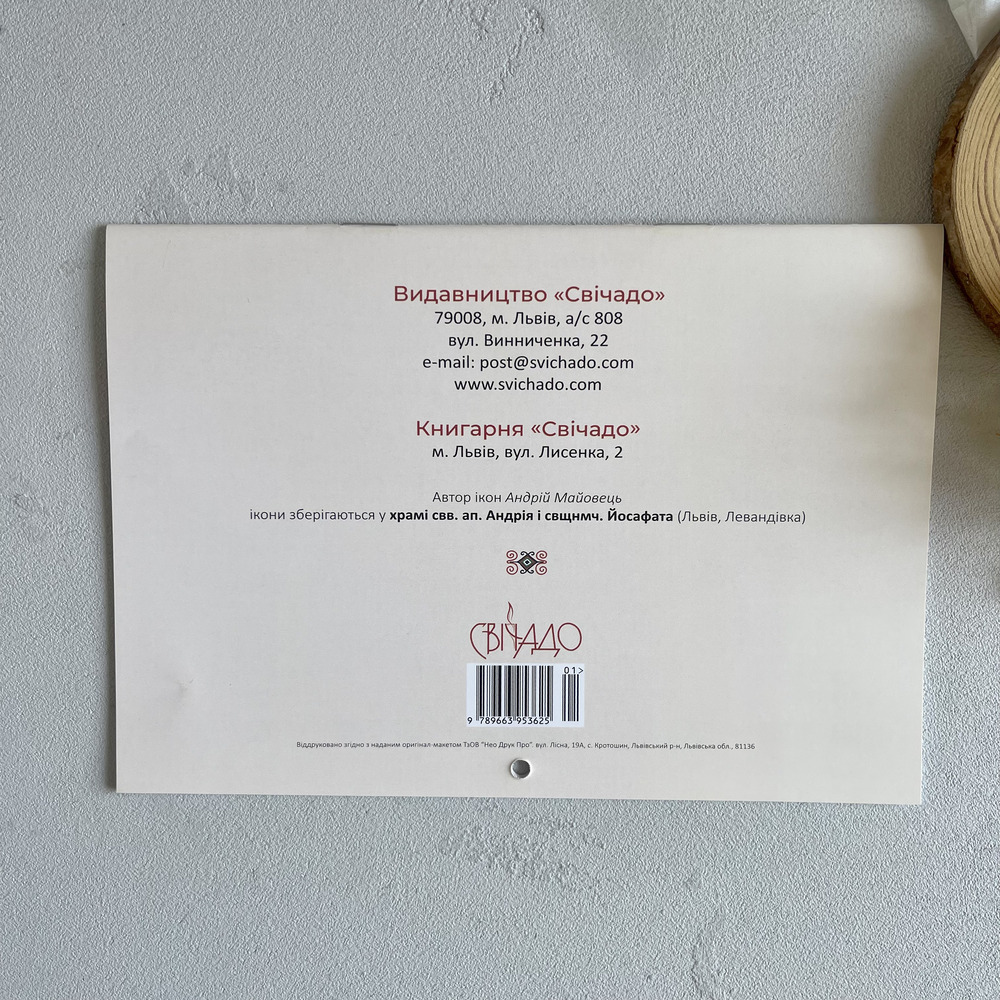 Видавництво «Свічадо»
79008, м. Львів, а/с 808
вул. Винниченка, 22
e-mail: post@svichado.com
www.svichado.com
Книгарня «Свічадо»
м. Львів, вул. Лисенка, 2
Автор ікон Андрій Майовець
ікони зберігаються у храмі свв. ап. Андрія і свщнмч. Йосафата (Львів, Левандівка)
СВІЧАДО
01>
9 789663 953625
Віддруковано згідно з наданим оригінал-макетом ТзОВ "Нео Друк Про". вул. Лісна, 19А, с. Кротошин, Львівський р-н, Львівська обл., 81136